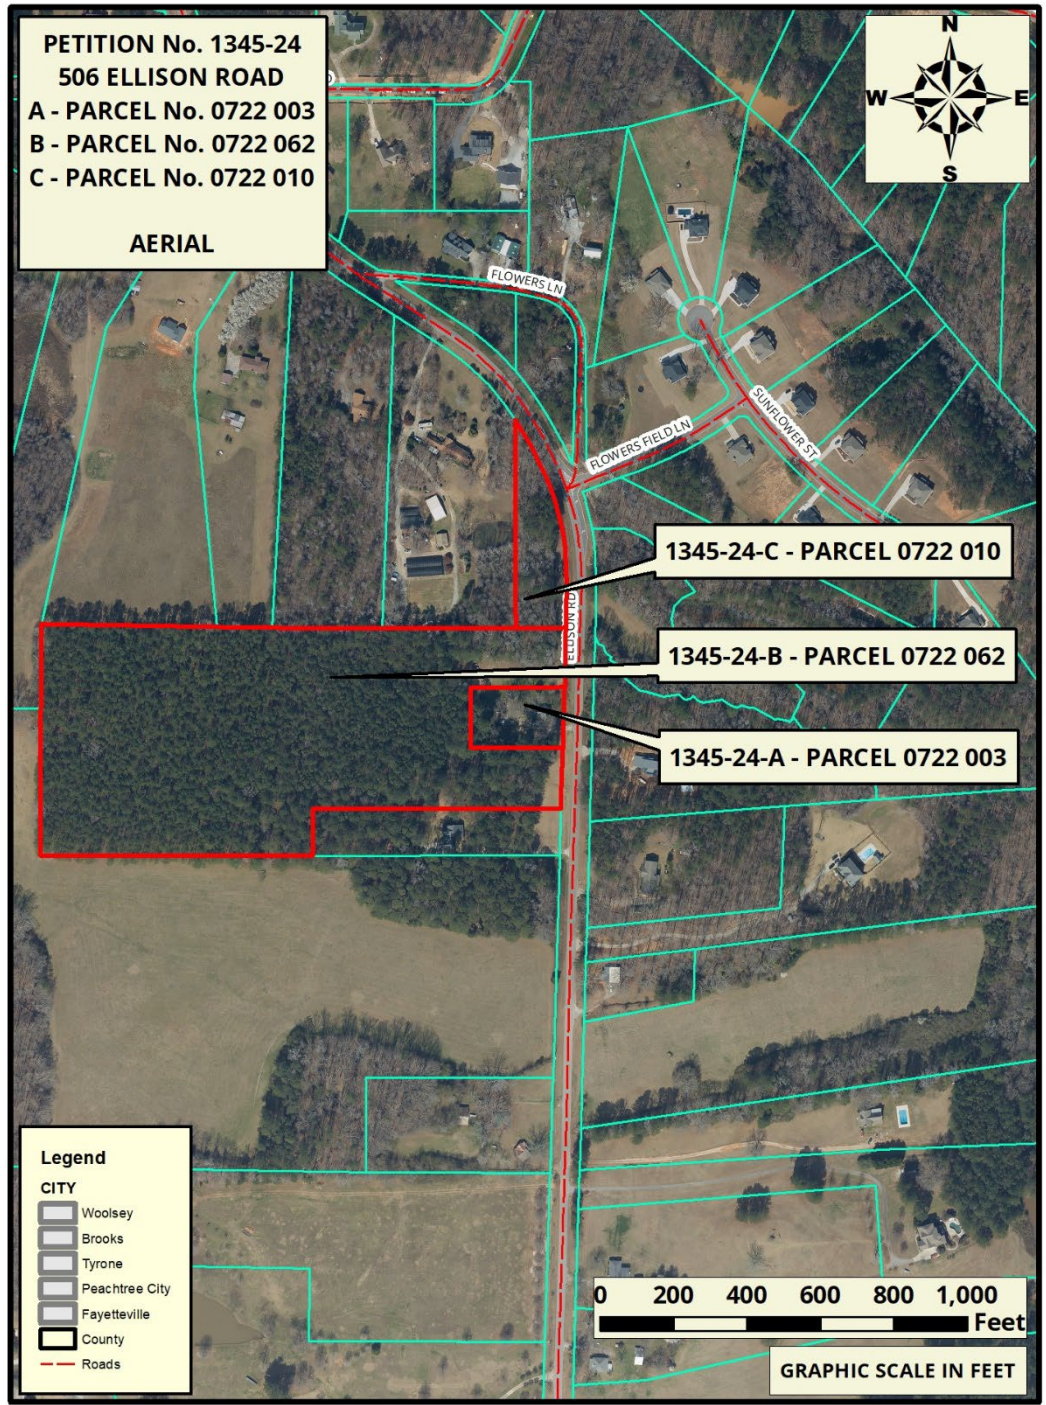 PETITION No. 1345-24
506 ELLISON ROAD
A - PARCEL No. 0722 003
B - PARCEL No. 0722 062
C - PARCEL No. 0722 010
AERIAL
N
W
E
S
FLOWERS LN
SUNFLOWER ST
FLOWERS FIELD LN
1345-24-C - PARCEL 0722 010
ELLISON RD
1345-24-B - PARCEL 0722 062
1345-24-A - PARCEL 0722 003
Legend
CITY
Woolsey
Brooks
Tyrone
Peachtree City
Fayetteville
County
Roads
0 200 400 600 800 1,000
Feet
GRAPHIC SCALE IN FEET